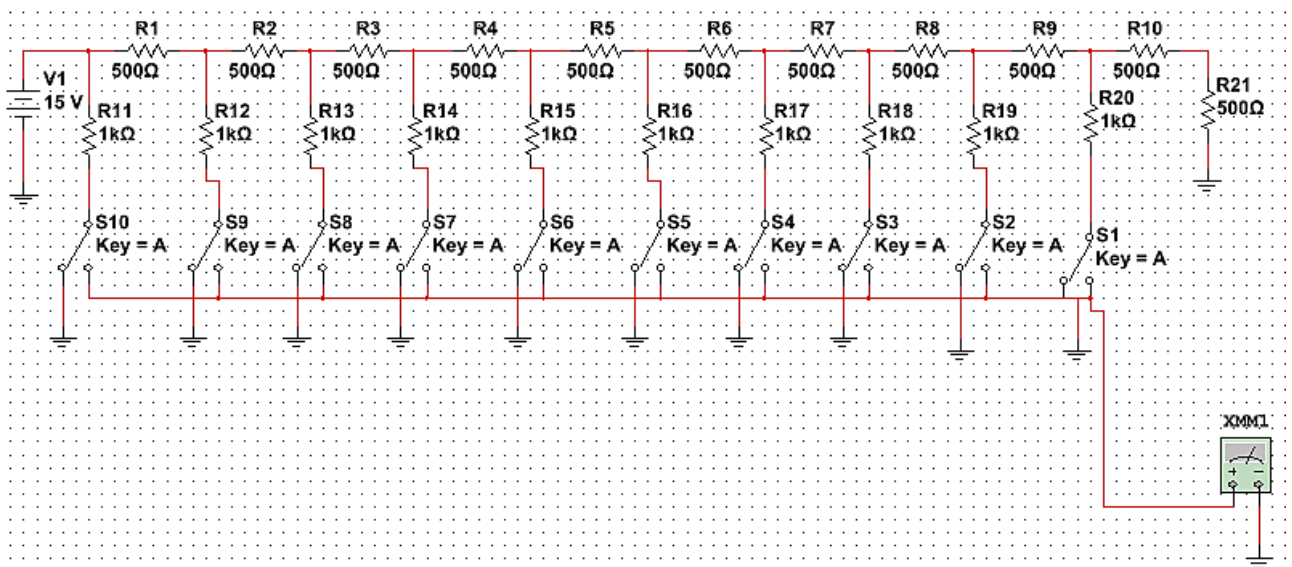 R1 R2 R3 R4 R5 R6 R7 R8 R9 R10
500Ω 500Ω 500Ω 500Ω 500Ω 500Ω 500Ω 500Ω 500Ω 500Ω
V1
15 V
R11 R12 R13 R14 R15 R16 R17 R18 R19 R20 R21
1kΩ 1kΩ 1kΩ 1kΩ 1kΩ 1kΩ 1kΩ 1kΩ 1kΩ 1kΩ 500Ω
S10 S9 S8 S7 S6 S5 S4 S3 S2 S1
Key = A Key = A Key = A Key = A Key = A Key = A Key = A Key = A Key = A Key = A
XMM1
+ −